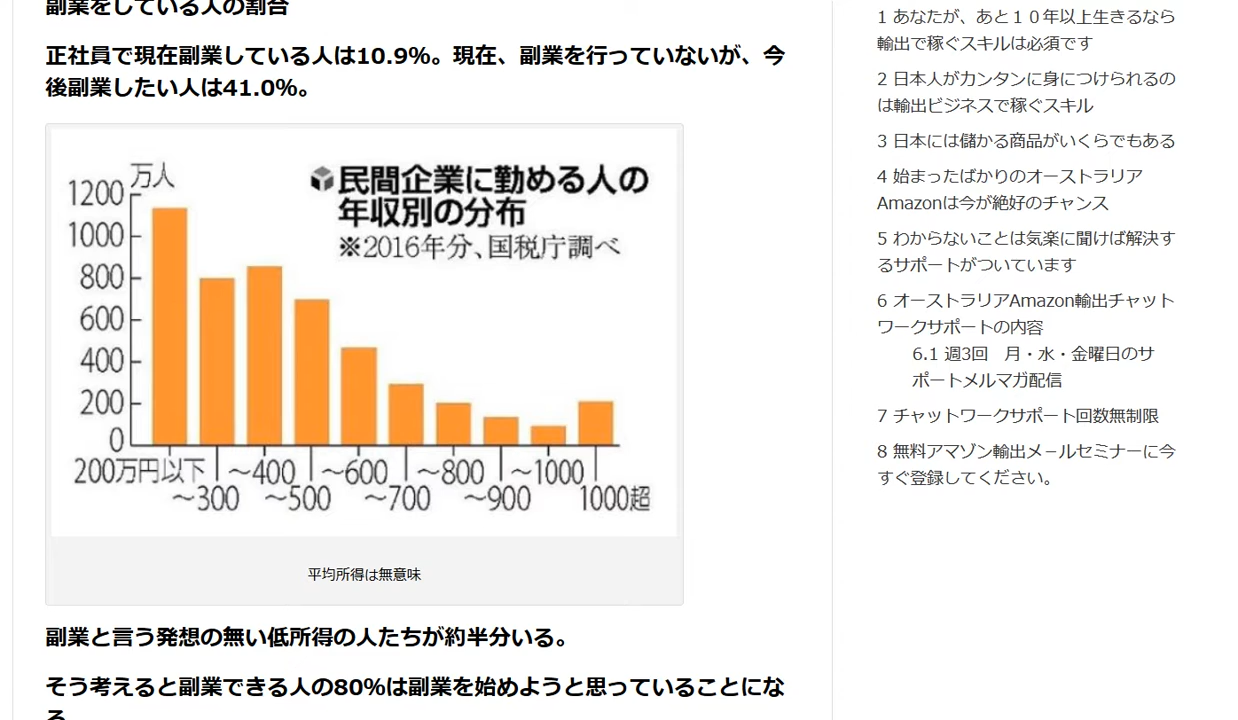 副業をしている人の割合
正社員で現在副業している人は10.9%。現在、副業を行っていないが、今
後副業したい人は41.0%。
万人
民間企業に勤める人の
年収別の分布
※2016年分、国税庁調べ
1200
1000
800
600
400
200
0
200万円以下 ～400 ～600 ～800 ～1000
～300 ～500 ～700 ～900 1000超
平均所得は無意味
副業と言う発想の無い低所得の人たちが約半分いる。
そう考えると副業できる人の80%は副業を始めようと思っていることにな
る
1 あなたが、あと１０年以上生きるなら
輸出で稼ぐスキルは必須です
2 日本人がカンタンに身につけられるの
は輸出ビジネスで稼ぐスキル
3 日本には儲かる商品がいくらでもある
4 始まったばかりのオーストラリア
Amazonは今が絶好のチャンス
5 わからないことは気楽に聞けば解決す
るサポートがついています
6 オーストラリアAmazon輸出チャット
ワークサポートの内容
6.1 週3回　月・水・金曜日のサ
ポートメルマガ配信
7 チャットワークサポート回数無制限
8 無料アマゾン輸出メ－ルセミナーに今
すぐ登録してください。